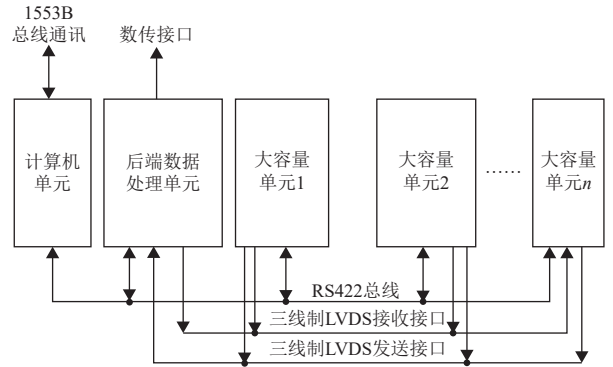 1553B
总线通讯
数传接口
计算机
单元
后端数据
处理单元
大容量
单元1
大容量
单元2
……
大容量
单元n
RS422总线
三线制LVDS接收接口
三线制LVDS发送接口